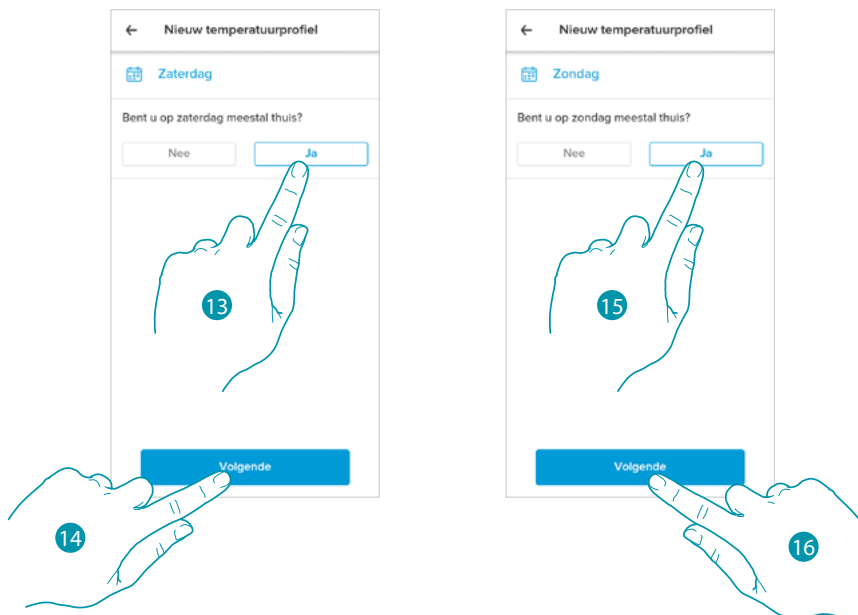 Nieuw temperatuurprofiel
Zaterdag
Bent u op zaterdag meestal thuis?
Nee
Ja
13
Volgende
14
Nieuw temperatuurprofiel
Zondag
Bent u op zondag meestal thuis?
Nee
Ja
15
Volgende
16